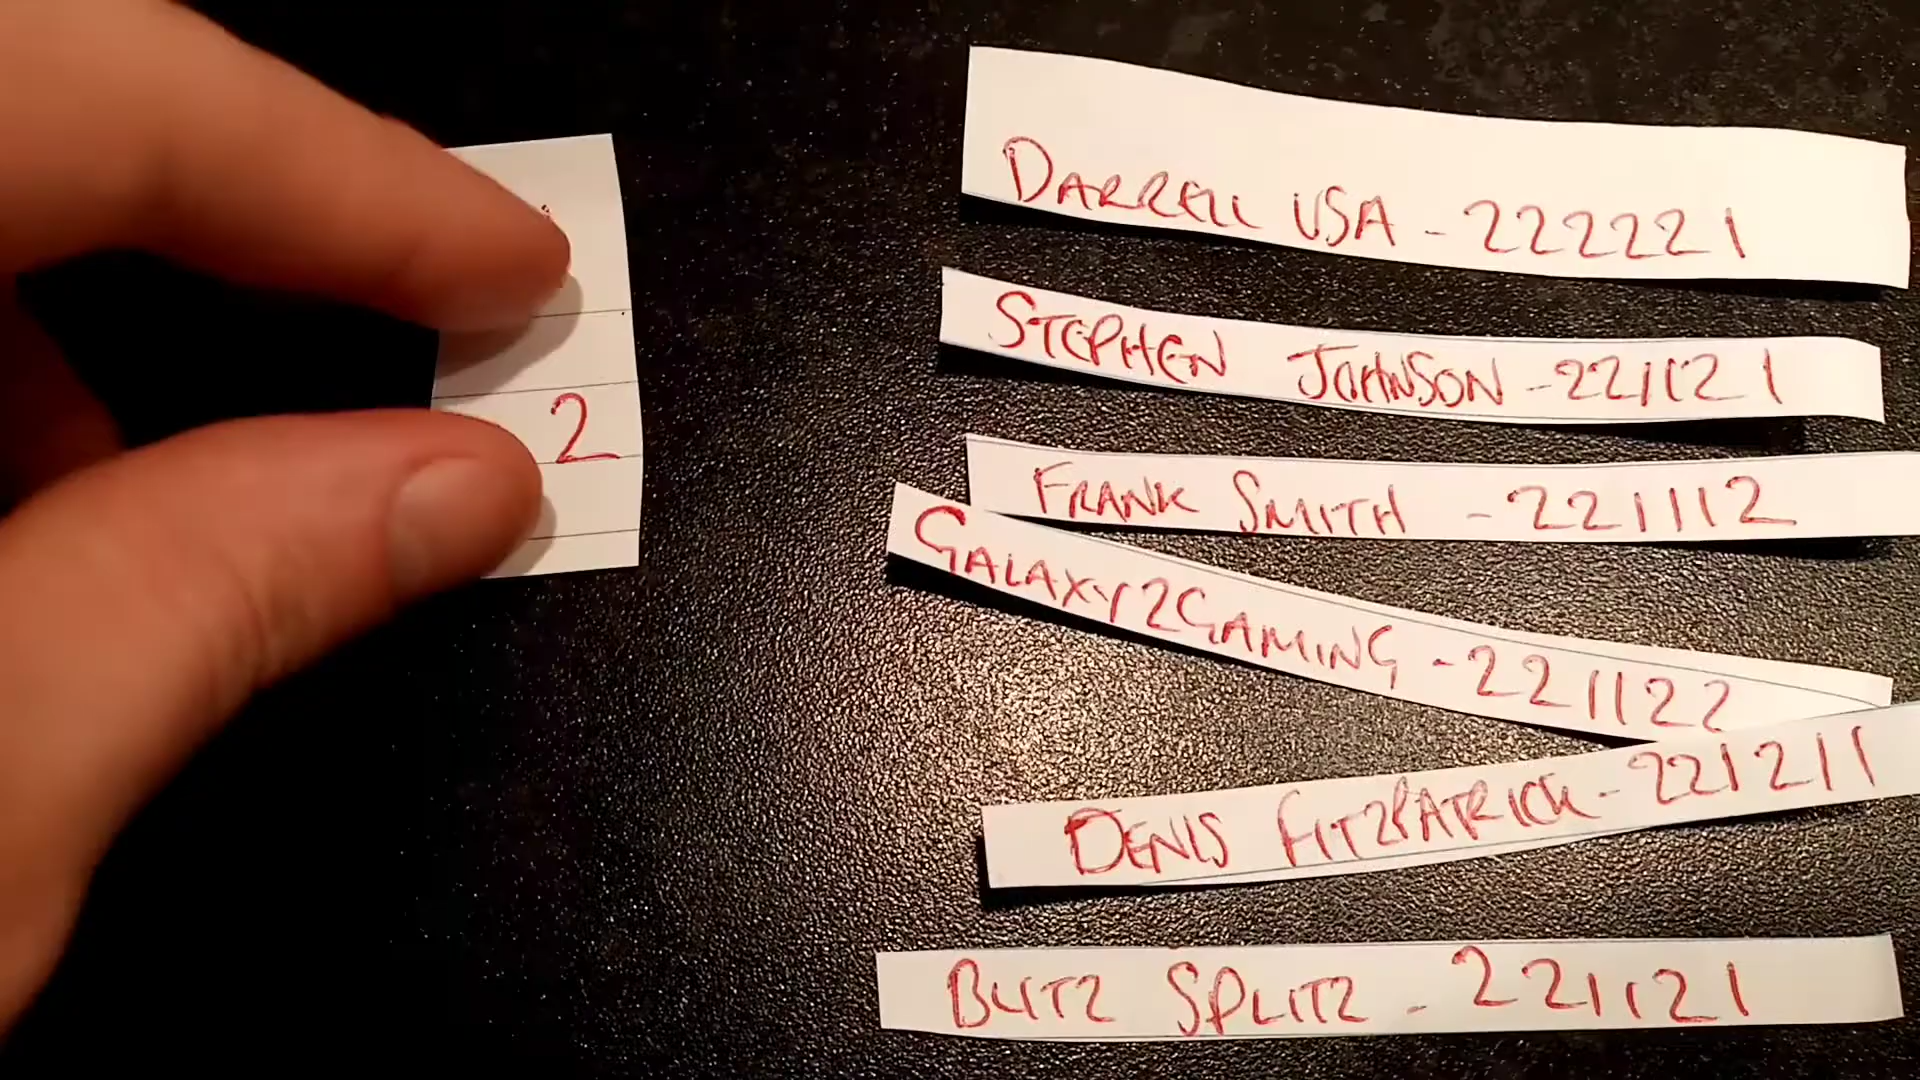 2
DARRELL USA - 222221
STEPHEN JOHNSON - 221121
FRANK SMITH - 221112
GALAXY2GAMING - 221122
DENIS FITZPATRICK - 221211
BLITZ SPLITZ - 221121